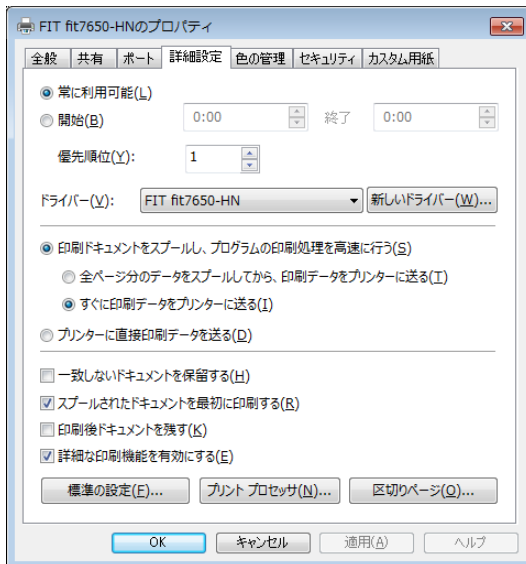 FIT fit7650-HNのプロパティ
全般 共有 ポート 詳細設定 色の管理 セキュリティ カスタム用紙
常に利用可能(L)
開始(B) 0:00 終了 0:00
優先順位(Y): 1
ドライバー(V): FIT fit7650-HN 新しいドライバー(W)...
印刷ドキュメントをスプールし、プログラムの印刷処理を高速に行う(S)
全ページ分のデータをスプールしてから、印刷データをプリンターに送る(T)
すぐに印刷データをプリンターに送る(I)
プリンターに直接印刷データを送る(D)
一致しないドキュメントを保留する(H)
スプールされたドキュメントを最初に印刷する(R)
印刷後ドキュメントを残す(K)
詳細な印刷機能を有効にする(E)
標準の設定(F)... プリント プロセッサ(N)... 区切りページ(O)...
OK キャンセル 適用(A) ヘルプ